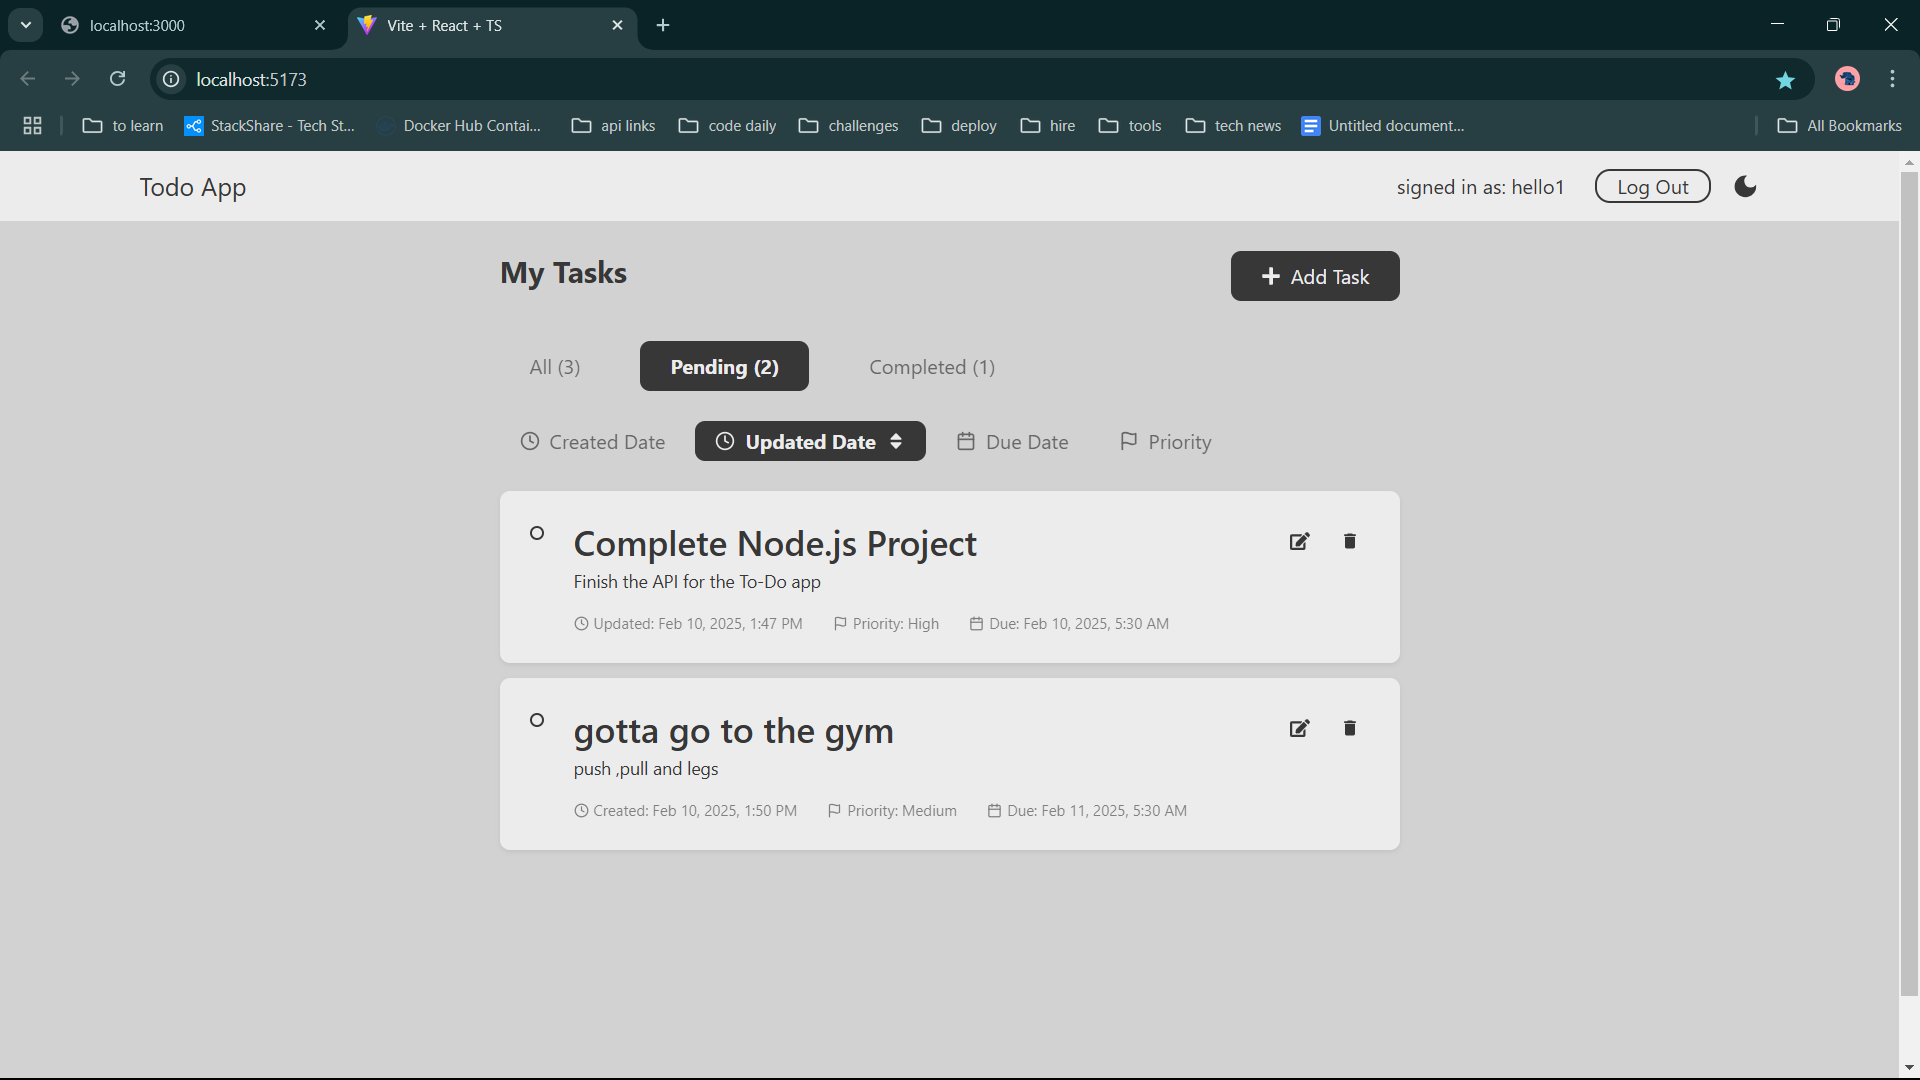 localhost:3000
Vite + React + TS
localhost:5173
to learn
StackShare - Tech St...
Docker Hub Contai...
api links
code daily
challenges
deploy
hire
tools
tech news
Untitled document...
All Bookmarks
Todo App
signed in as: hello1
Log Out
My Tasks
Add Task
All (3)
Pending (2)
Completed (1)
Created Date
Updated Date
Due Date
Priority
Complete Node.js Project
Finish the API for the To-Do app
Updated: Feb 10, 2025, 1:47 PM
Priority: High
Due: Feb 10, 2025, 5:30 AM
gotta go to the gym
push ,pull and legs
Created: Feb 10, 2025, 1:50 PM
Priority: Medium
Due: Feb 11, 2025, 5:30 AM